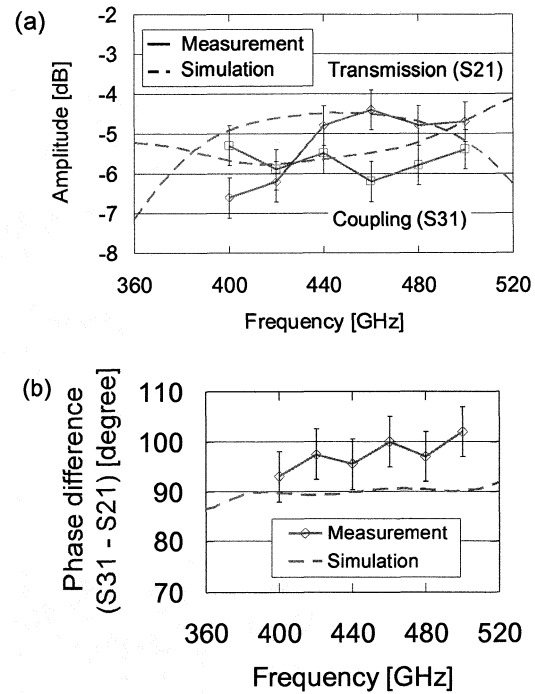 (a)
-2
-3
-4
-5
-6
-7
-8
Amplitude [dB]
Measurement
Simulation
Transmission (S21)
Coupling (S31)
360 400 440 480 520
Frequency [GHz]
(b)
110
100
90
80
70
Phase difference
(S31 - S21) [degree]
Measurement
Simulation
360 400 440 480 520
Frequency [GHz]